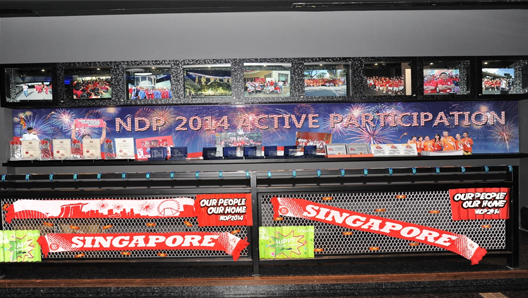 NDP 2014 ACTIVE PARTICIPATION
OUR PEOPLE
OUR HOME
NDP2014
SINGAPORE
SINGAPORE
OUR PEOPLE
OUR HOME
NDP2014